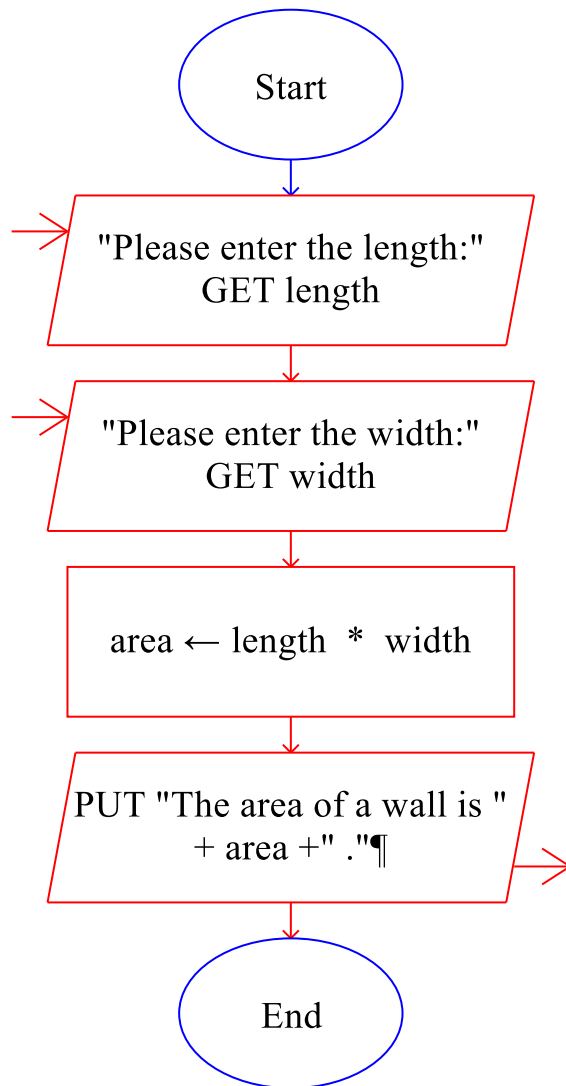 Start
"Please enter the length:"
GET length
"Please enter the width:"
GET width
area ← length * width
PUT "The area of a wall is "
+ area +" ."¶
End